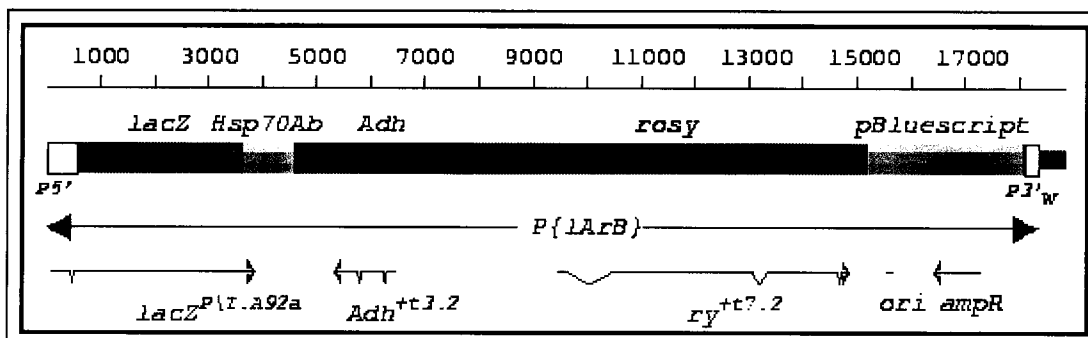 1000 3000 5000 7000 9000 11000 13000 15000 17000
lacZ Hsp70Ab Adh rosy pBluescript
P5' P3' W
P{lArB}
lacZ^P\T.A92a Adh^+t3.2 ry^+t7.2 ori ampR